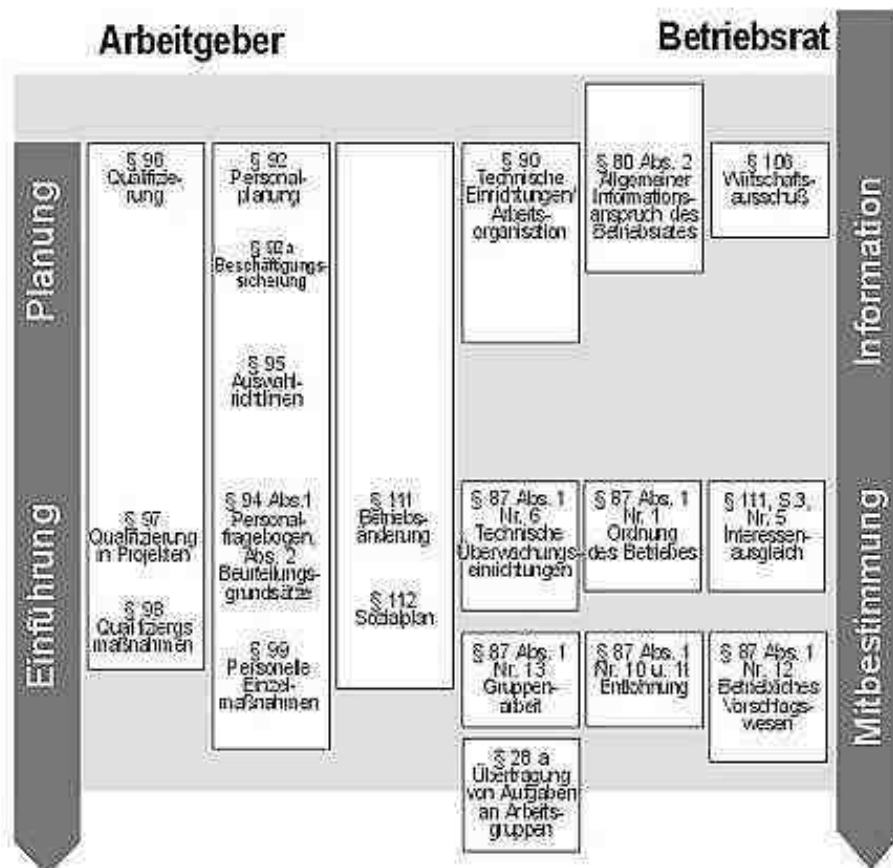 Arbeitgeber
Betriebsrat
Planung
Einführung
§ 96
Qualifizie-
rung
§ 97
Qualifizierung
in Projekten
§ 98
Qualifiziergs
maßnahmen
§ 92
Personal-
planung
§ 92 a
Beschäftigungs-
sicherung
§ 95
Auswahl-
richtlinen
§ 94 Abs.1
Personal-
fragebogen,
Abs. 2
Beurteilungs-
grundsätze
§ 99
Personelle
Einzel-
maßnahmen
§ 111
Betriebs-
änderung
§ 112
Sozialplan
§ 90
Technische
Einrichtungen/
Arbeits-
organisation
§ 80 Abs. 2
Allgemeiner
Informations-
anspruch des
Betriebsrates
§ 106
Wirtschafts-
ausschuß
§ 87 Abs. 1
Nr. 6
Technische
Überwachungs-
einrichtungen
§ 87 Abs. 1
Nr. 1
Ordnung
des Betriebes
§ 111, S.3,
Nr. 5
Interessen-
ausgleich
§ 87 Abs. 1
Nr. 13
Gruppen-
arbeit
§ 87 Abs. 1
Nr. 10 u. 11
Entlohnung
§ 87 Abs. 1
Nr. 12
Betriebliches
Vorschlags-
wesen
§ 28 a
Übertragung
von Aufgaben
an Arbeits-
gruppen
Information
Mitbestimmung